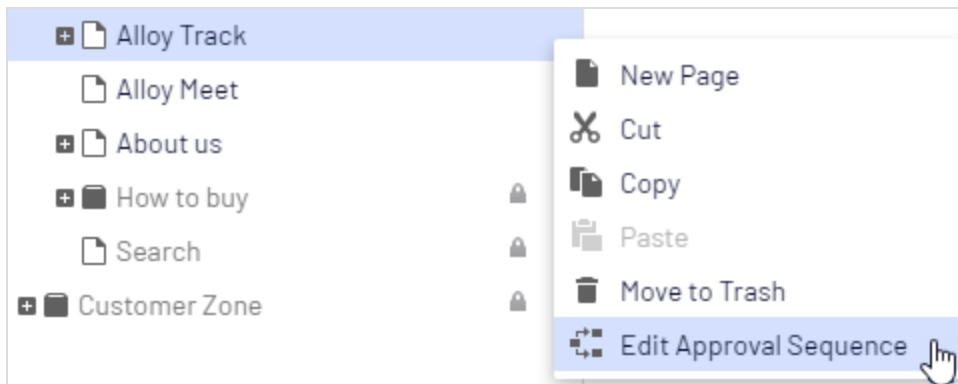 Alloy Track
Alloy Meet
About us
How to buy
Search
Customer Zone
New Page
Cut
Copy
Paste
Move to Trash
Edit Approval Sequence